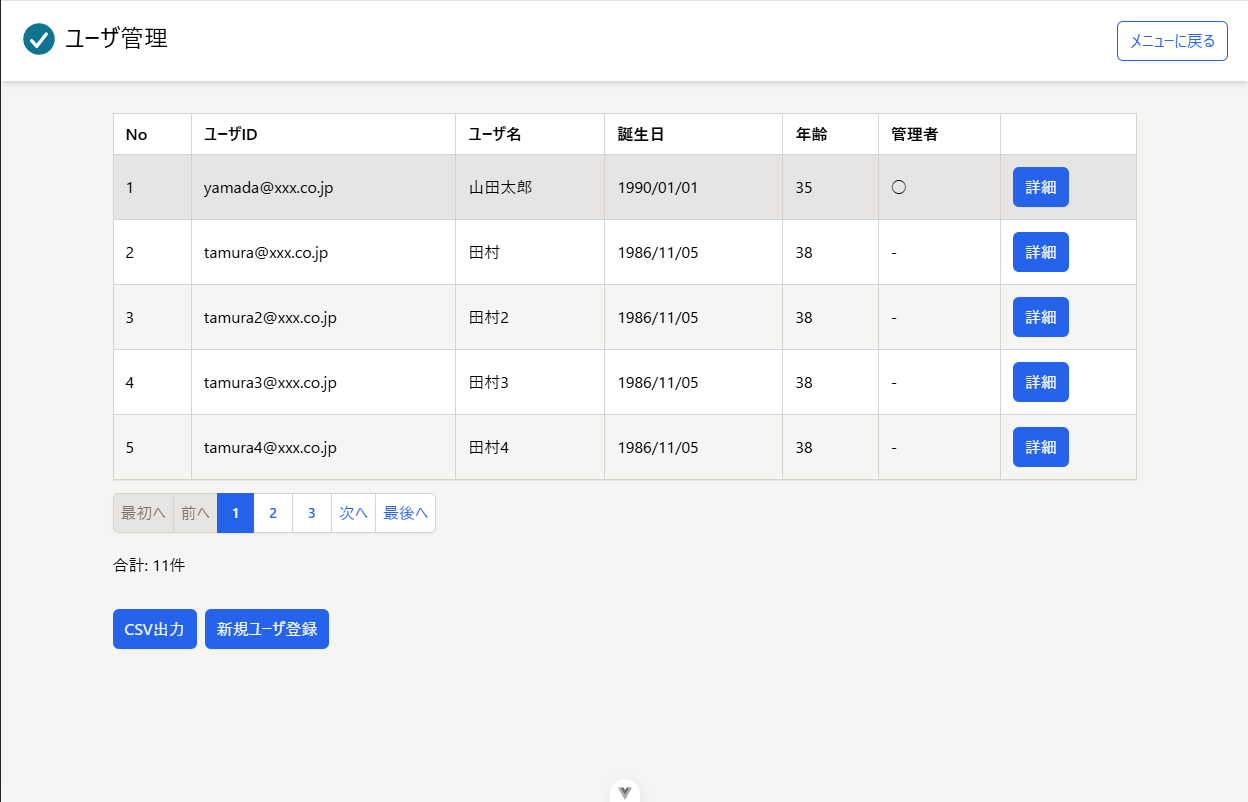 ユーザ管理
メニューに戻る
No ユーザID ユーザ名 誕生日 年齢 管理者
1 yamada@xxx.co.jp 山田太郎 1990/01/01 35 〇 詳細
2 tamura@xxx.co.jp 田村 1986/11/05 38 - 詳細
3 tamura2@xxx.co.jp 田村2 1986/11/05 38 - 詳細
4 tamura3@xxx.co.jp 田村3 1986/11/05 38 - 詳細
5 tamura4@xxx.co.jp 田村4 1986/11/05 38 - 詳細
最初へ 前へ 1 2 3 次へ 最後へ
合計: 11件
CSV出力 新規ユーザ登録